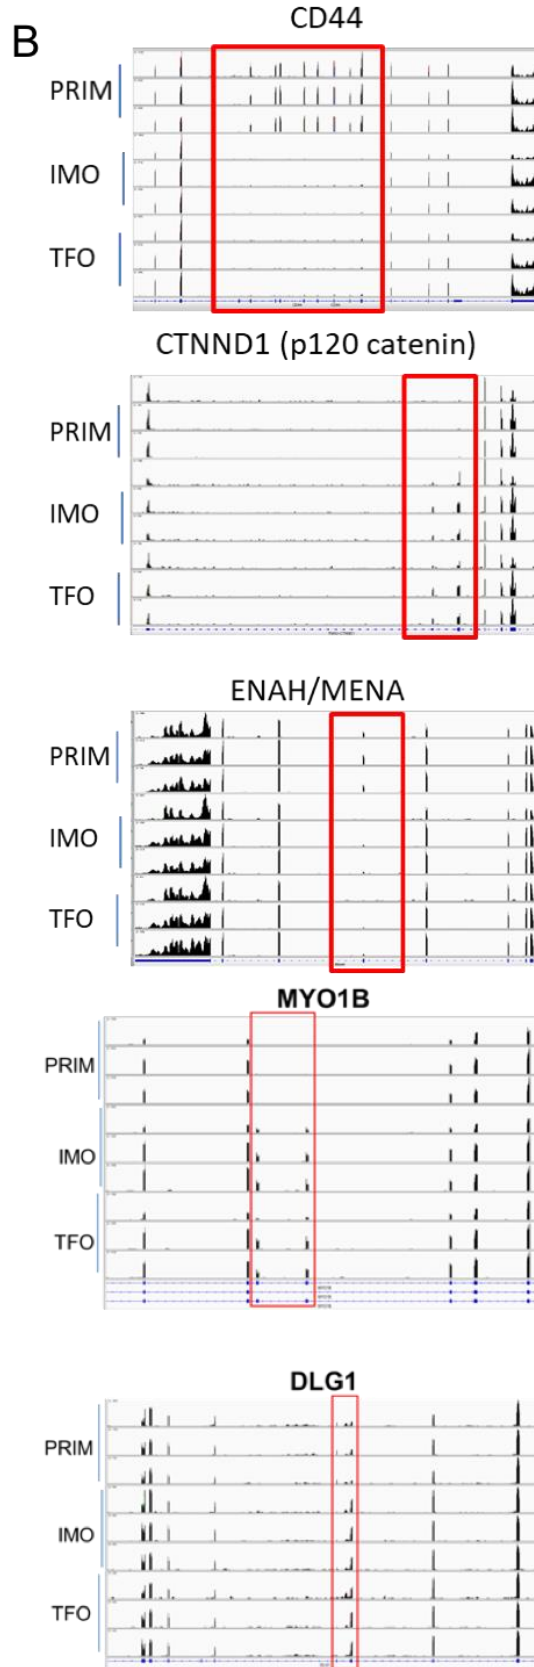 B
CD44
PRIM
IMO
TFO
CTNND1 (p120 catenin)
PRIM
IMO
TFO
ENAH/MENA
PRIM
IMO
TFO
MYO1B
PRIM
IMO
TFO
DLG1
PRIM
IMO
TFO